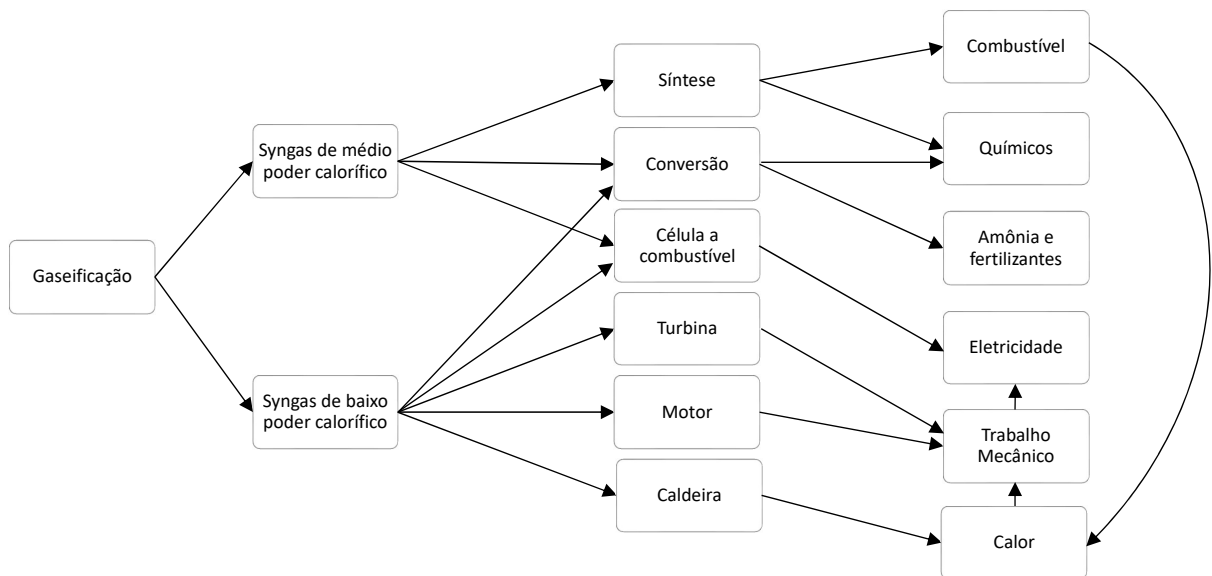 Gaseificação
Syngas de médio
poder calorífico
Syngas de baixo
poder calorífico
Síntese
Conversão
Célula a
combustível
Turbina
Motor
Caldeira
Combustível
Químicos
Amônia e
fertilizantes
Eletricidade
Trabalho
Mecânico
Calor